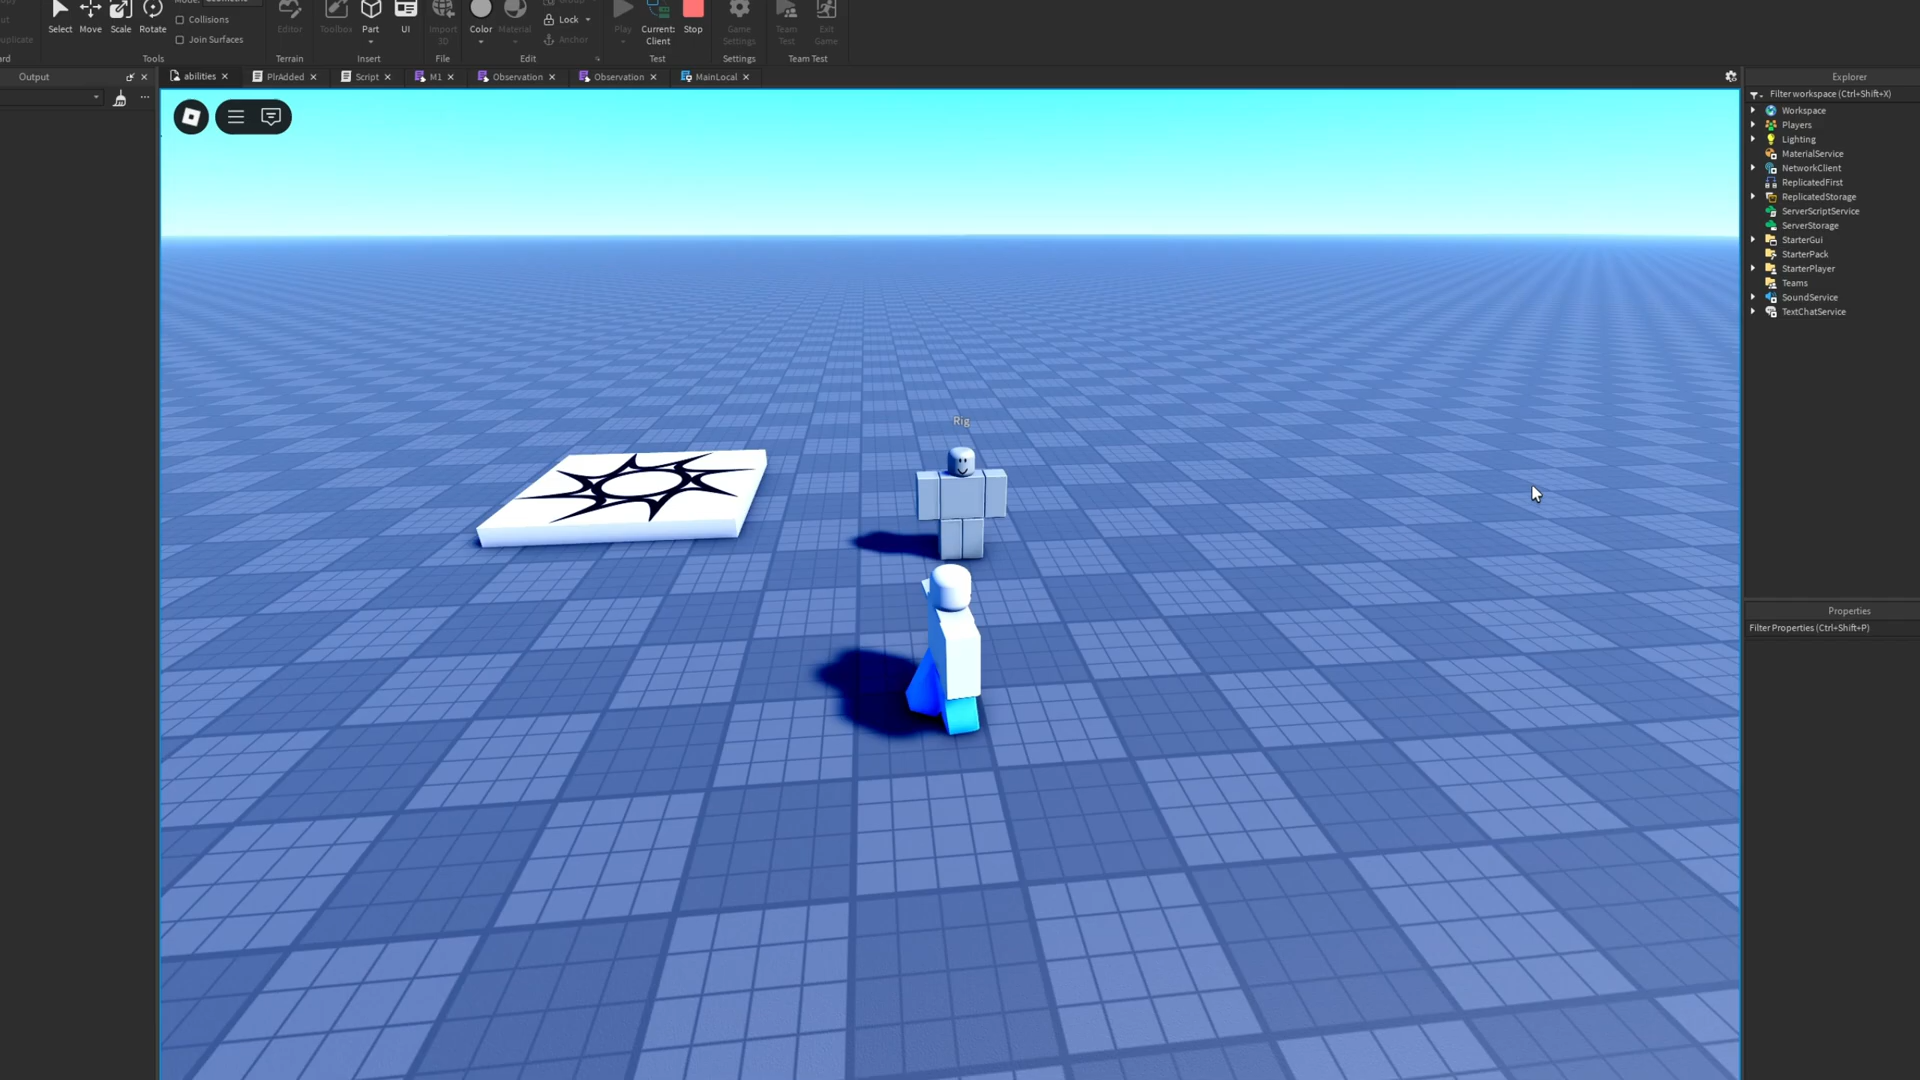 Collisions
Join Surfaces
Select Move Scale Rotate
Editor
Toolbox Part UI
Import 3D
Color Material
Group
Lock
Anchor
Play Current: Client Stop
Game Settings
Team Test
Exit Game
Tools Terrain Insert File Edit Test Settings Team Test
Output
abilities PlrAdded Script M1 Observation Observation MainLocal
Explorer
Filter workspace (Ctrl+Shift+X)
Workspace
Players
Lighting
MaterialService
NetworkClient
ReplicatedFirst
ReplicatedStorage
ServerScriptService
ServerStorage
StarterGui
StarterPack
StarterPlayer
Teams
SoundService
TextChatService
Rig
Properties
Filter Properties (Ctrl+Shift+P)